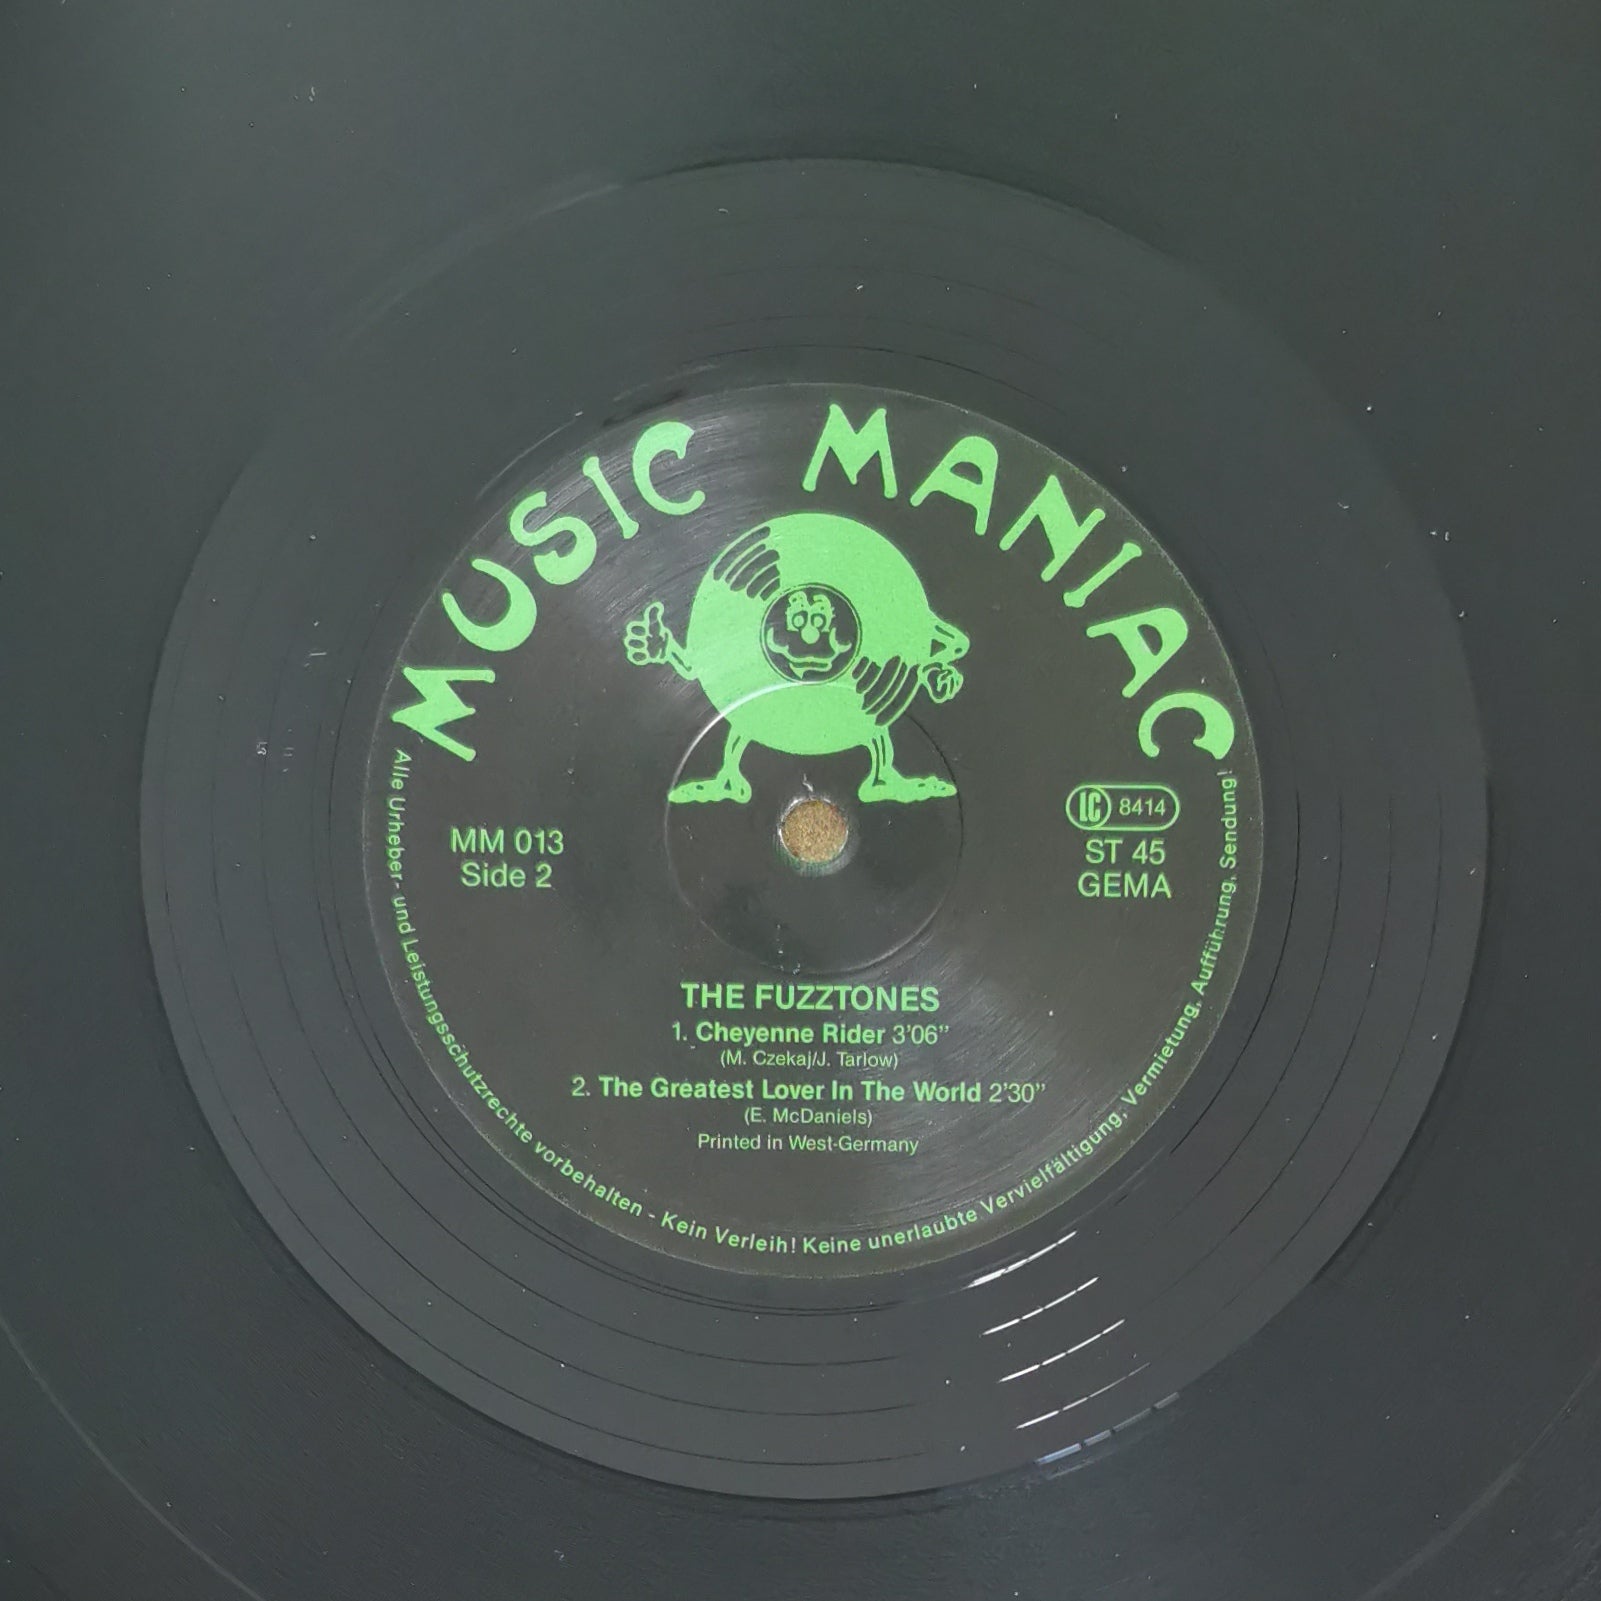 MUSIC MANIAC
MM 013
Side 2
LC 8414
ST 45
GEMA
THE FUZZTONES
1. Cheyenne Rider 3'06”
(M. Czekaj/J. Tarlow)
2. The Greatest Lover In The World 2'30”
(E. McDaniels)
Printed in West-Germany
Alle Urheber- und Leistungsschutzrechte vorbehalten - Kein Verleih! Keine unerlaubte Vervielfältigung, Vermietung, Aufführung, Sendung!